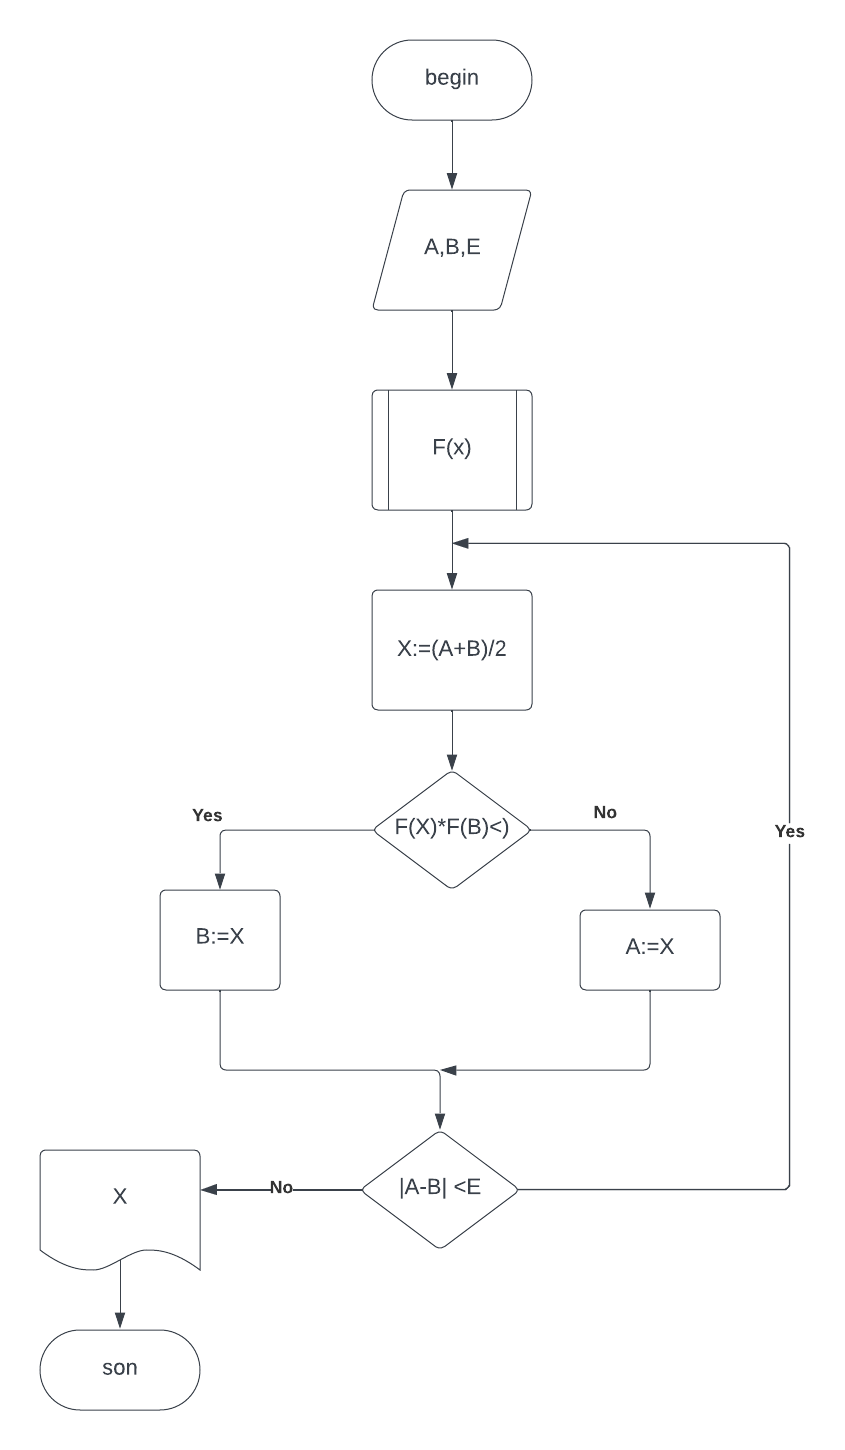 begin
A,B,E
F(x)
X:=(A+B)/2
F(X)*F(B)<)
Yes
No
Yes
B:=X
A:=X
|A-B| <E
No
X
son